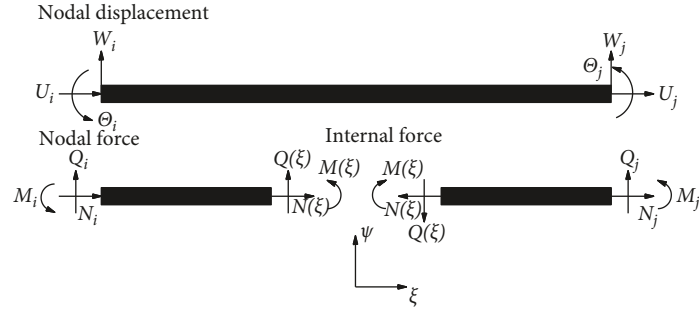 Nodal displacement
W_i
W_j
Θ_j
U_i
U_j
Θ_i
Nodal force
Internal force
Q_i
Q(ξ)
M(ξ)
M(ξ)
Q_j
M_i
N_i
N(ξ)
N(ξ)
N_j
M_j
Q(ξ)
ψ
ξ